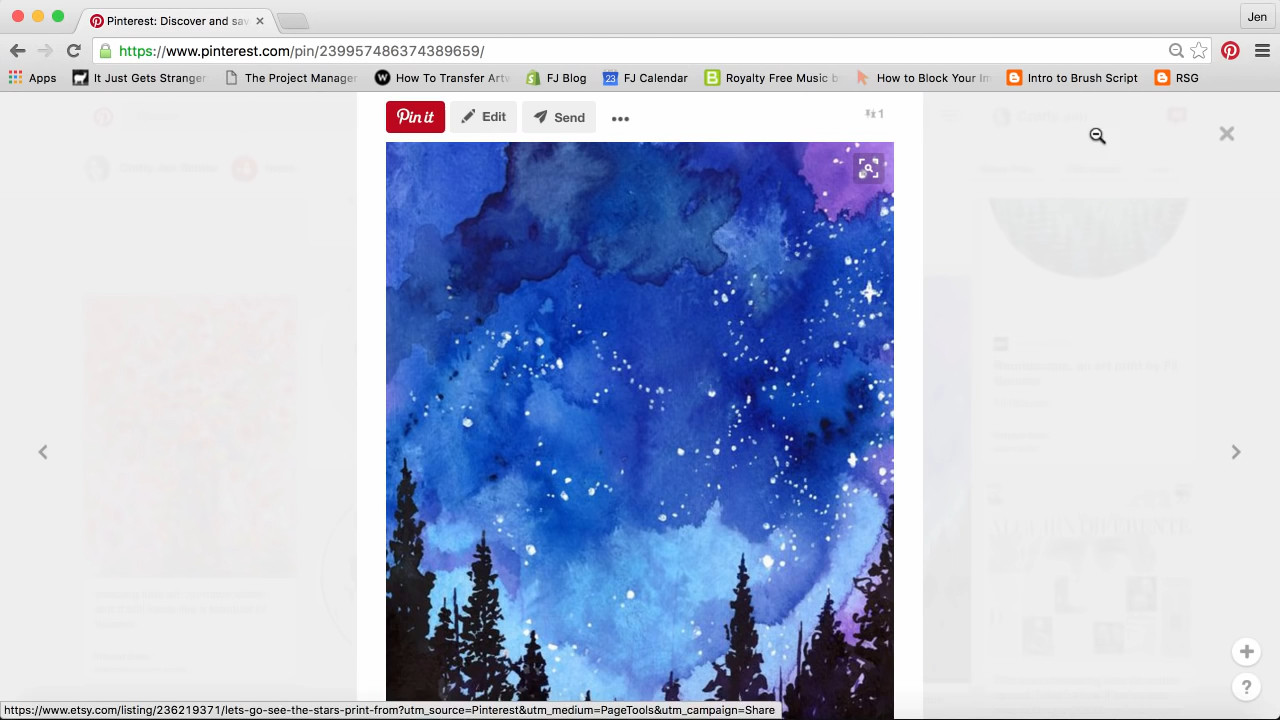 Pinterest: Discover and sav
Jen
https://www.pinterest.com/pin/239957486374389659/
Apps
It Just Gets Stranger
The Project Manager
How To Transfer Artw
FJ Blog
FJ Calendar
Royalty Free Music b
How to Block Your Im
Intro to Brush Script
RSG
Pin it
Edit
Send
1
https://www.etsy.com/listing/239219371/lets-go-see-the-stars-print-from?utm_source=Pinterest&utm_medium=PageTools&utm_campaign=Share